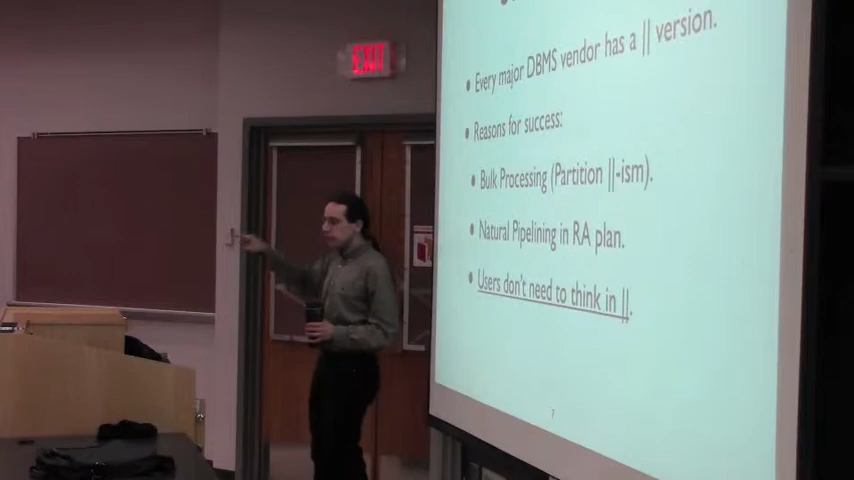 EXIT
• Every major DBMS vendor has a || version.
• Reasons for success:
• Bulk Processing (Partition ||-ism)
• Natural Pipelining in RA plan.
• Users don't need to think in ||.
7